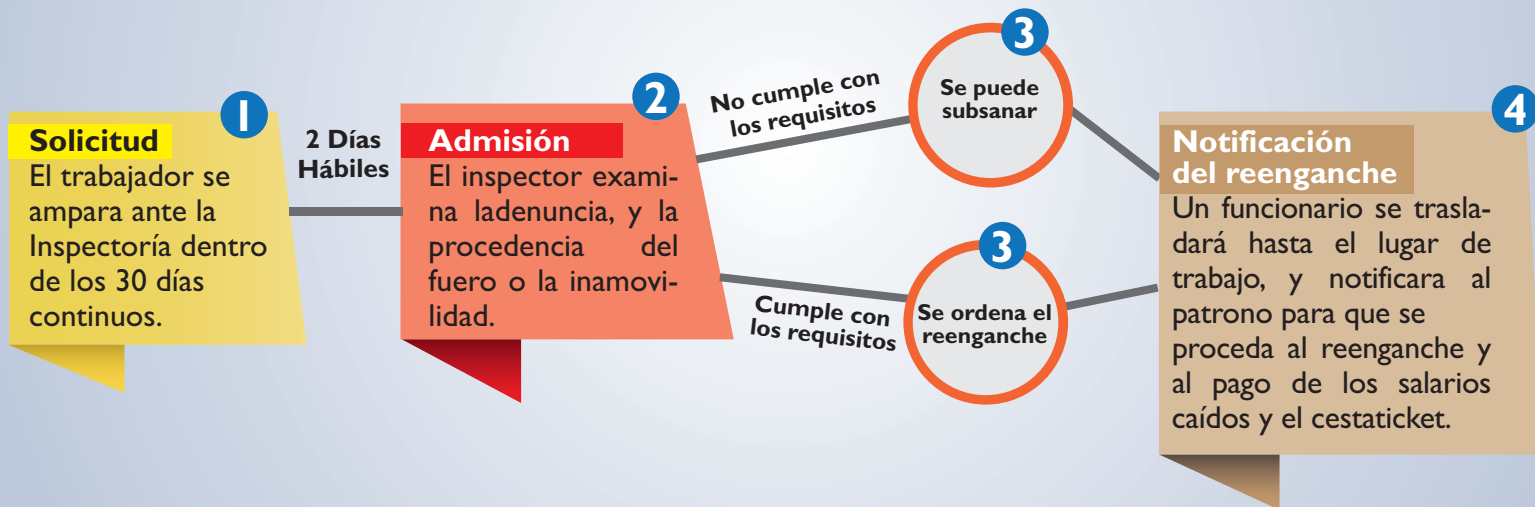 1
Solicitud
El trabajador se
ampara ante la
Inspectoría dentro
de los 30 días
continuos.
2 Días
Hábiles
2
Admisión
El inspector exami-
na ladenuncia, y la
procedencia del
fuero o la inamovi-
lidad.
No cumple con
los requisitos
3
Se puede
subsanar
Cumple con
los requisitos
3
Se ordena el
reenganche
4
Notificación
del reenganche
Un funcionario se trasla-
dará hasta el lugar de
trabajo, y notificara al
patrono para que se
proceda al reenganche y
al pago de los salarios
caídos y el cestaticket.